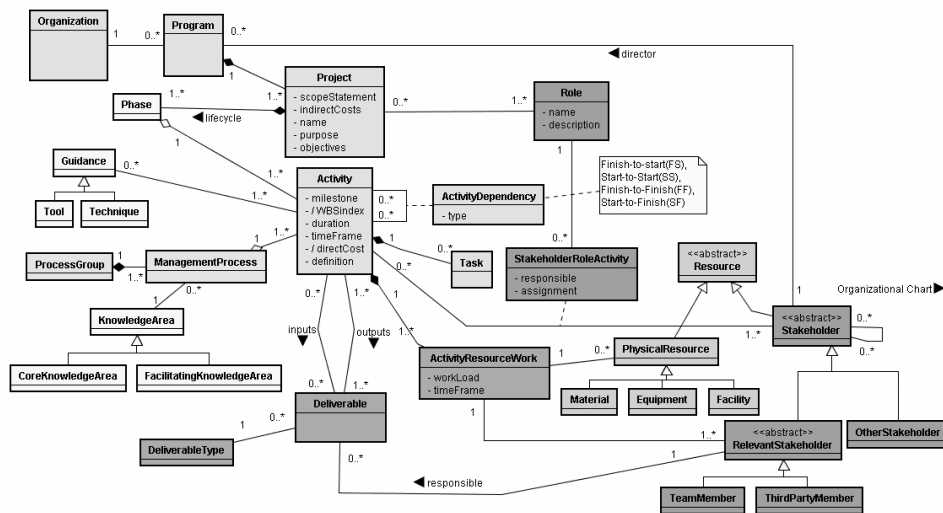 Organization
1
0..*
Program
0..*
◀ director
1
1..*
Project
- scopeStatement
- indirectCosts
- name
- purpose
- objectives
0..*
1..*
Role
- name
- description
1
Phase
1..*
1
◀ lifecycle
1
1..*
Guidance
0..*
1..*
Tool
Technique
Activity
- milestone
- / WBSindex
- duration
- timeFrame
- / directCost
- definition
0..*
0..*
ActivityDependency
- type
Finish-to-start(FS),
Start-to-Start(SS),
Finish-to-Finish(FF),
Start-to-Finish(SF)
1
0..*
Task
0..*
StakeholderRoleActivity
- responsible
- assignment
<<abstract>>
Resource
1
Organizational Chart ▶
<<abstract>>
Stakeholder
0..*
0..*
0..*
1..*
ProcessGroup
1
1..*
ManagementProcess
1..*
0..*
1
KnowledgeArea
CoreKnowledgeArea
FacilitatingKnowledgeArea
0..*
1..*
inputs
outputs
0..*
1..*
1
1..*
ActivityResourceWork
- workLoad
- timeFrame
1
0..*
PhysicalResource
Material
Equipment
Facility
1
1..*
Deliverable
0..*
1
DeliverableType
0..*
◀ responsible
1
<<abstract>>
RelevantStakeholder
OtherStakeholder
TeamMember
ThirdPartyMember